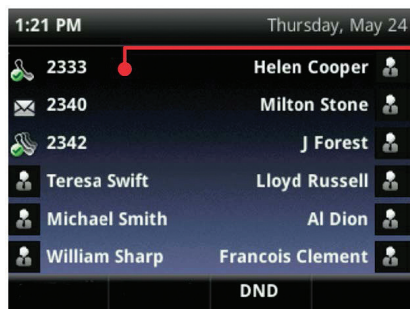 1:21 PM Thursday, May 24
2333 Helen Cooper
2340 Milton Stone
2342 J Forest
Teresa Swift Lloyd Russell
Michael Smith Al Dion
William Sharp Francois Clement
DND